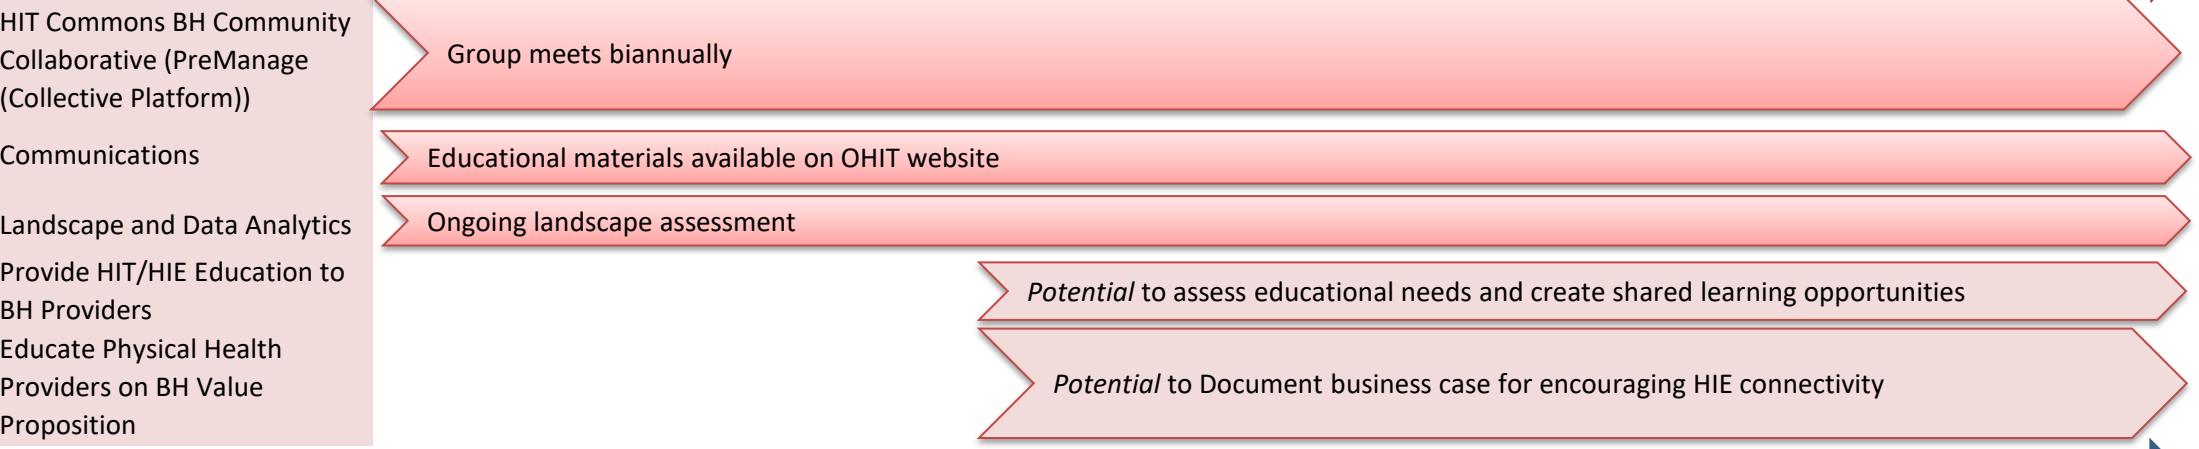 HIT Commons BH Community
Collaborative (PreManage
(Collective Platform))
Group meets biannually
Communications
Educational materials available on OHIT website
Landscape and Data Analytics
Ongoing landscape assessment
Provide HIT/HIE Education to
BH Providers
Potential to assess educational needs and create shared learning opportunities
Educate Physical Health
Providers on BH Value
Proposition
Potential to Document business case for encouraging HIE connectivity